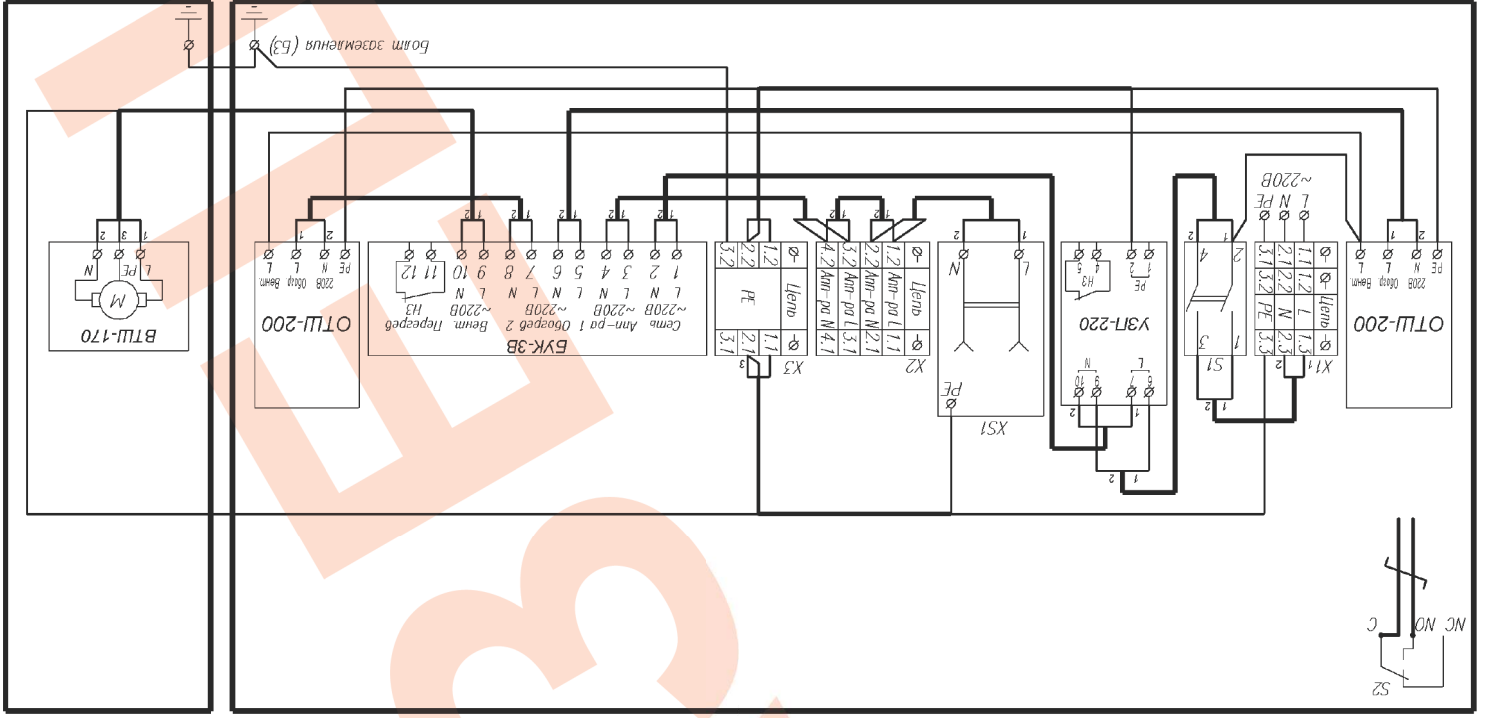 S2
NC NO C
XS1
PE
L N
ОТШ-200
PE
N 220В
L Обогр
L Вент.
X1
Цепь
1.1 1.2 L 1.3
2.1 2.2 N 2.3
3.1 3.2 PE 3.3
L N PE
~220В
S1
1 3
2 4
УЗП-220
6 7 9 10
L N
1 2 4 5
PE НЗ
X2
Цепь
1.2 Апп-ра L 1.1
2.2 Апп-ра N 2.1
3.2 Апп-ра L 3.1
4.2 Апп-ра N 4.1
X3
Цепь
1.2 1.1
2.2 PE 2.1
3.2 3.1
БУК-3В
Сеть Апп-ра 1 Обогрев 2 Вент. Перегрев
~220В ~220В ~220В ~220В НЗ
L N L N L N L N
1 2 3 4 5 6 7 8 9 10 11 12
ОТШ-200
PE
N 220В
L Обогр
L Вент.
ВТШ-170
M
L PE N
1 3 2
Болт заземления (БЗ)